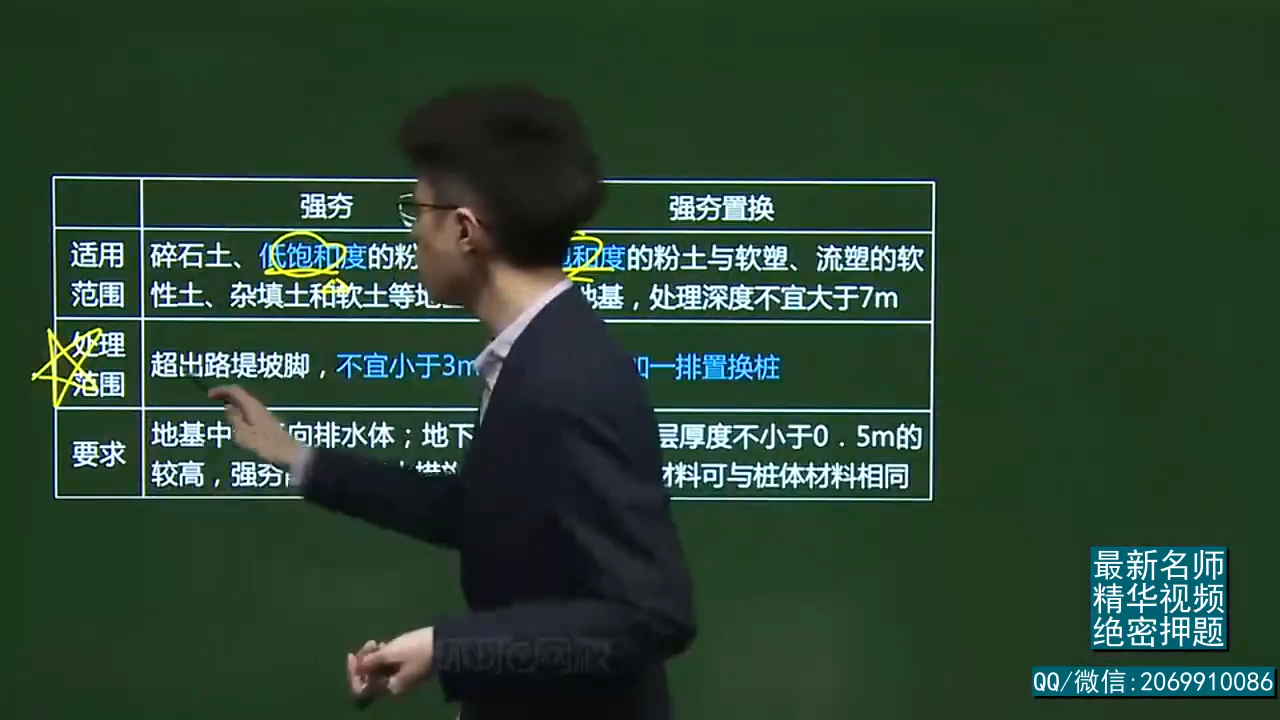 强夯 强夯置换
适用 碎石土、低饱和度的粉 和度的粉土与软塑、流塑的软
范围 性土、杂填土和软土等地 地基，处理深度不宜大于7m
处理
范围 超出路堤坡脚，不宜小于3m 一排置换桩
要求 地基中 向排水体；地下 层厚度不小于0．5m的
较高，强夯 材料可与桩体材料相同
最新名师
精华视频
绝密押题
QQ/微信:2069910086